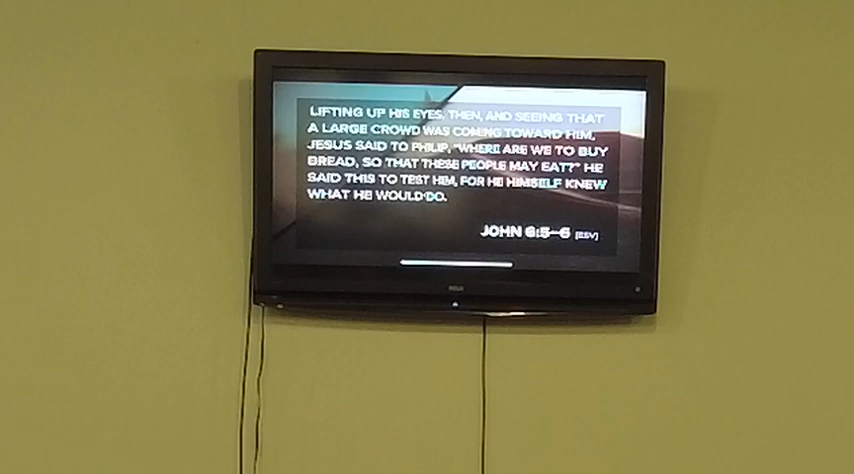 LIFTING UP HIS EYES, THEN, AND SEEING THAT
A LARGE CROWD WAS COMING TOWARD HIM,
JESUS SAID TO PHILIP, "WHERE ARE WE TO BUY
BREAD, SO THAT THESE PEOPLE MAY EAT?" HE
SAID THIS TO TEST HIM, FOR HE HIMSELF KNEW
WHAT HE WOULD DO.
JOHN 6:5–6 [ESV]
RCA